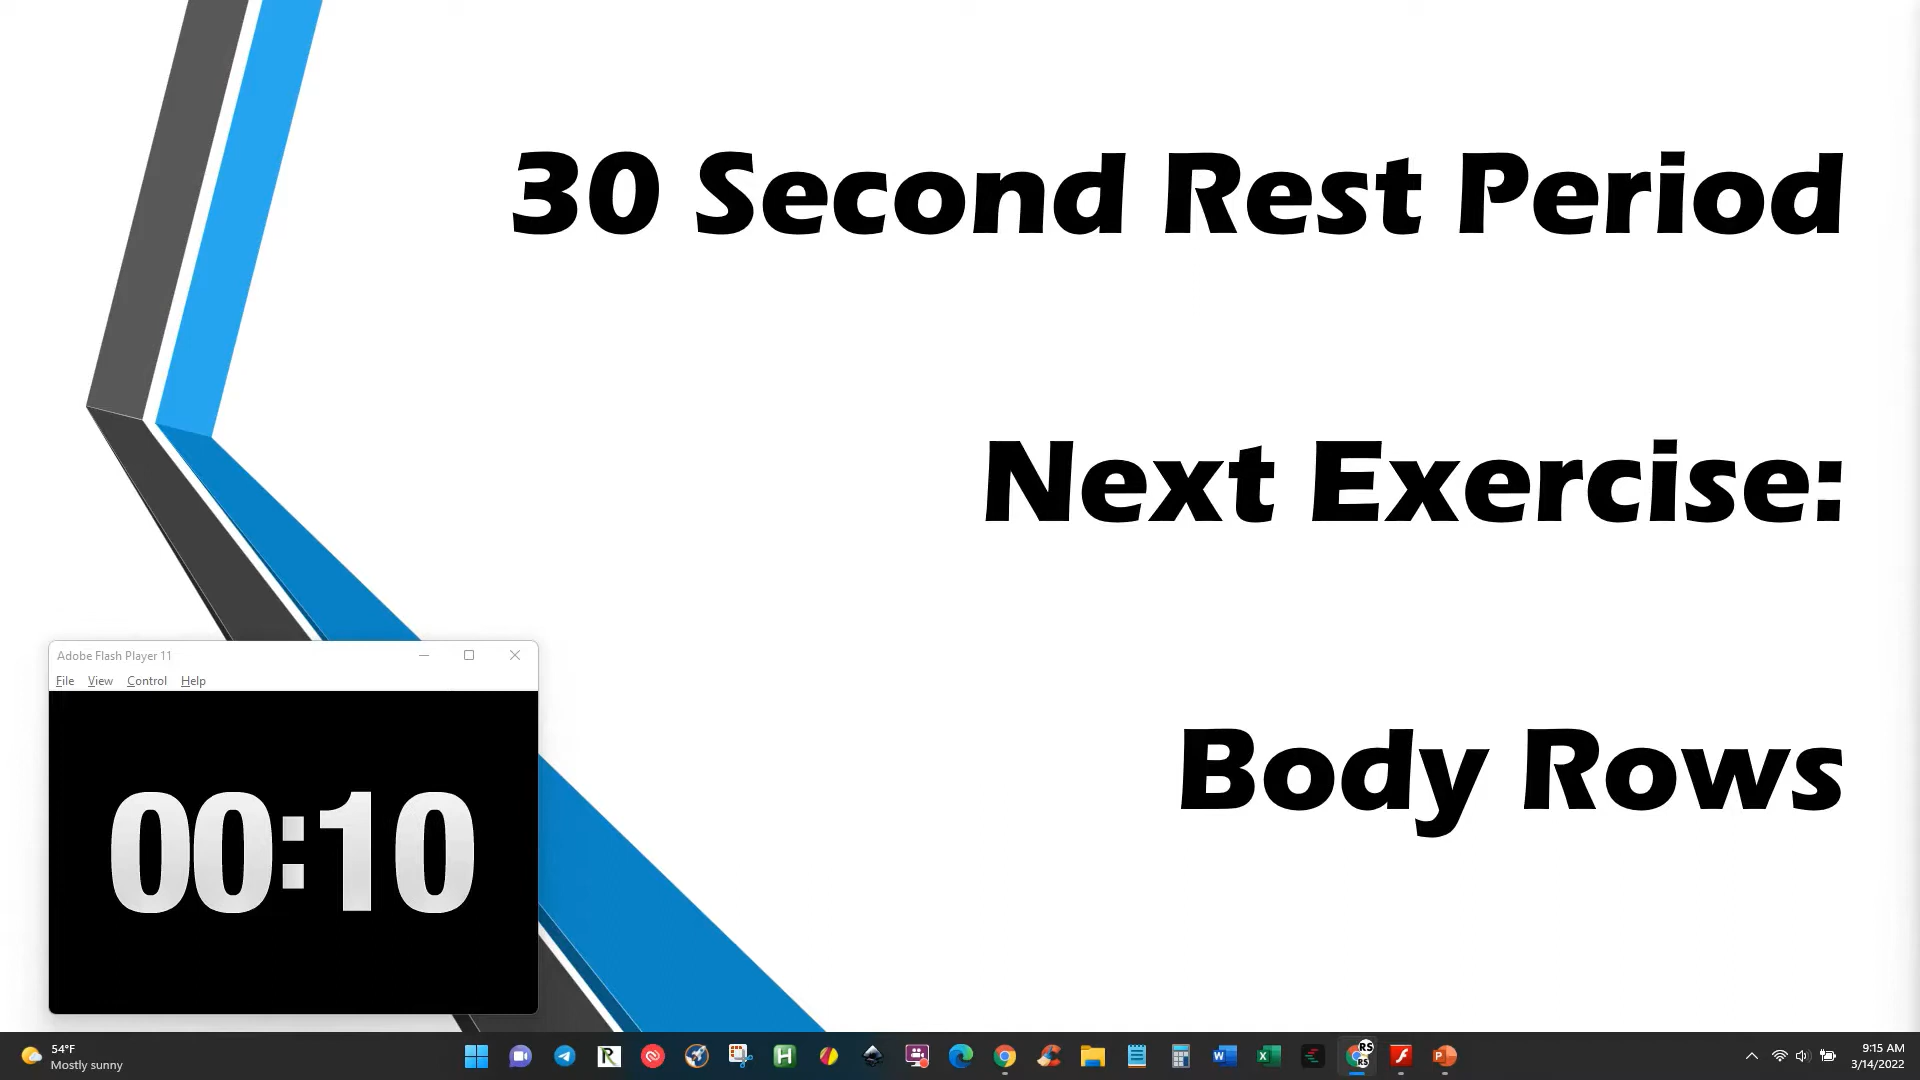 30 Second Rest Period
Next Exercise:
Body Rows
Adobe Flash Player 11
File View Control Help
00:10
54°F
Mostly sunny
9:15 AM
3/14/2022